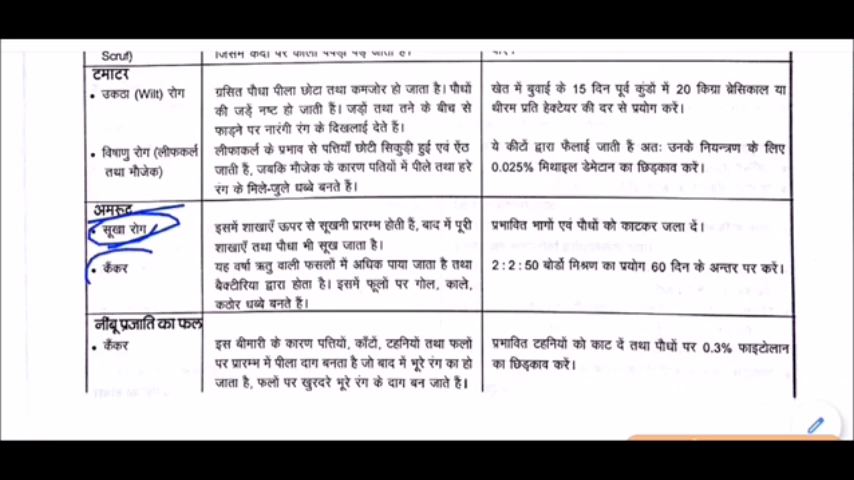 Scruf)
जिसमें कंदों पर काली पपड़ी पड़ जाती है।
टमाटर
• उकठा (Wilt) रोग
ग्रसित पौधा पीला छोटा तथा कमजोर हो जाता है। पौधों
की जड़ें नष्ट हो जाती हैं। जड़ों तथा तने के बीच से
फाड़ने पर नारंगी रंग के दिखलाई देते हैं।
खेत में बुवाई के 15 दिन पूर्व कुंडों में 20 किग्रा ब्रेसिकाल या
थीरम प्रति हेक्टेयर की दर से प्रयोग करें।
• विषाणु रोग (लीफकर्ल
तथा मौजेक)
लीफाकर्ल के प्रभाव से पत्तियाँ छोटी सिकुड़ी हुई एवं ऐंठ
जाती हैं, जबकि मौजेक के कारण पतियों में पीले तथा हरे
रंग के मिले-जुले धब्बे बनते हैं।
ये कीटों द्वारा फैलाई जाती है अतः उनके नियन्त्रण के लिए
0.025% मिथाइल डेमेटान का छिड़काव करें।
अमरूद
• सूखा रोग
इसमें शाखाएँ ऊपर से सूखनी प्रारम्भ होती हैं, बाद में पूरी
शाखाएँ तथा पौधा भी सूख जाता है।
प्रभावित भागों एवं पौधों को काटकर जला दें।
• कैंकर
यह वर्षा ऋतु वाली फसलों में अधिक पाया जाता है तथा
बैक्टीरिया द्वारा होता है। इसमें फूलों पर गोल, काले,
कठोर धब्बे बनते हैं।
2 : 2 : 50 बोर्डो मिश्रण का प्रयोग 60 दिन के अन्तर पर करें।
नींबू प्रजाति का फल
• कैंकर
इस बीमारी के कारण पत्तियों, काँटों, टहनियों तथा फलों
पर प्रारम्भ में पीला दाग बनता है जो बाद में भूरे रंग का हो
जाता है, फलों पर खुरदरे भूरे रंग के दाग बन जाते है।
प्रभावित टहनियों को काट दें तथा पौधों पर 0.3% फाइटोलान
का छिड़काव करें।